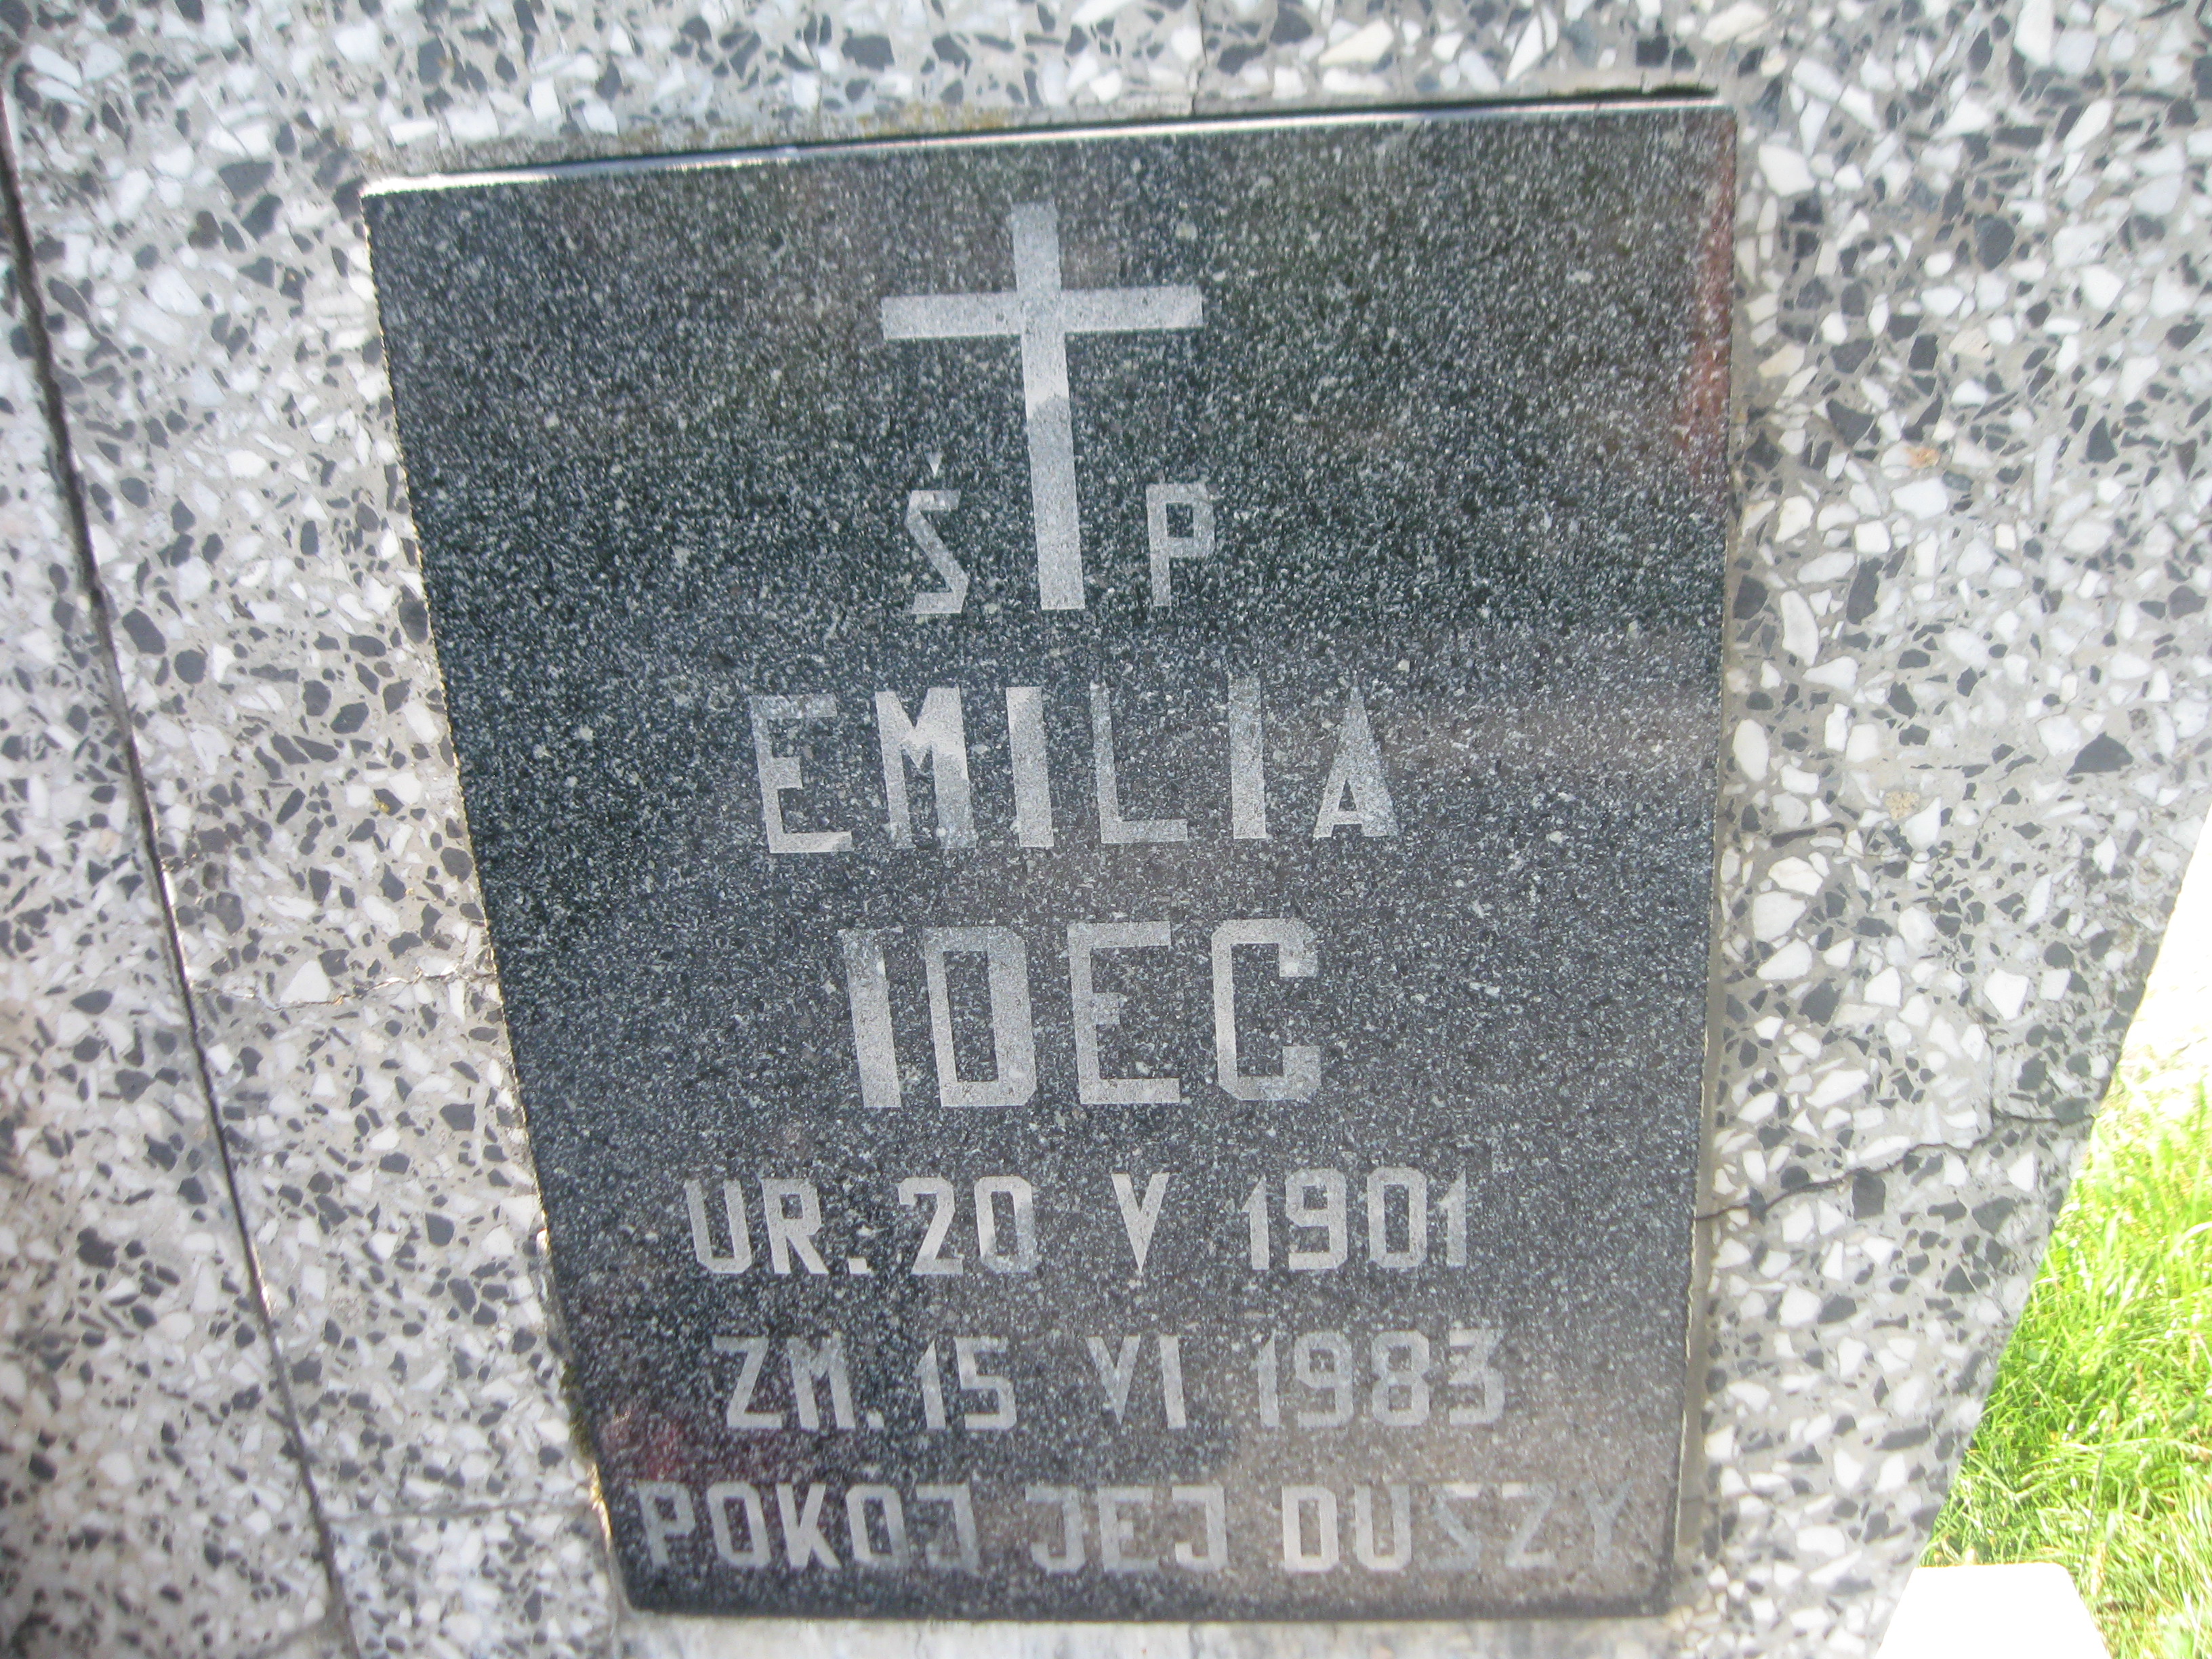 Ś P
EMILIA
IDEC
UR. 20 V 1901
ZM. 15 VI 1983
POKOJ JEJ DUSZY